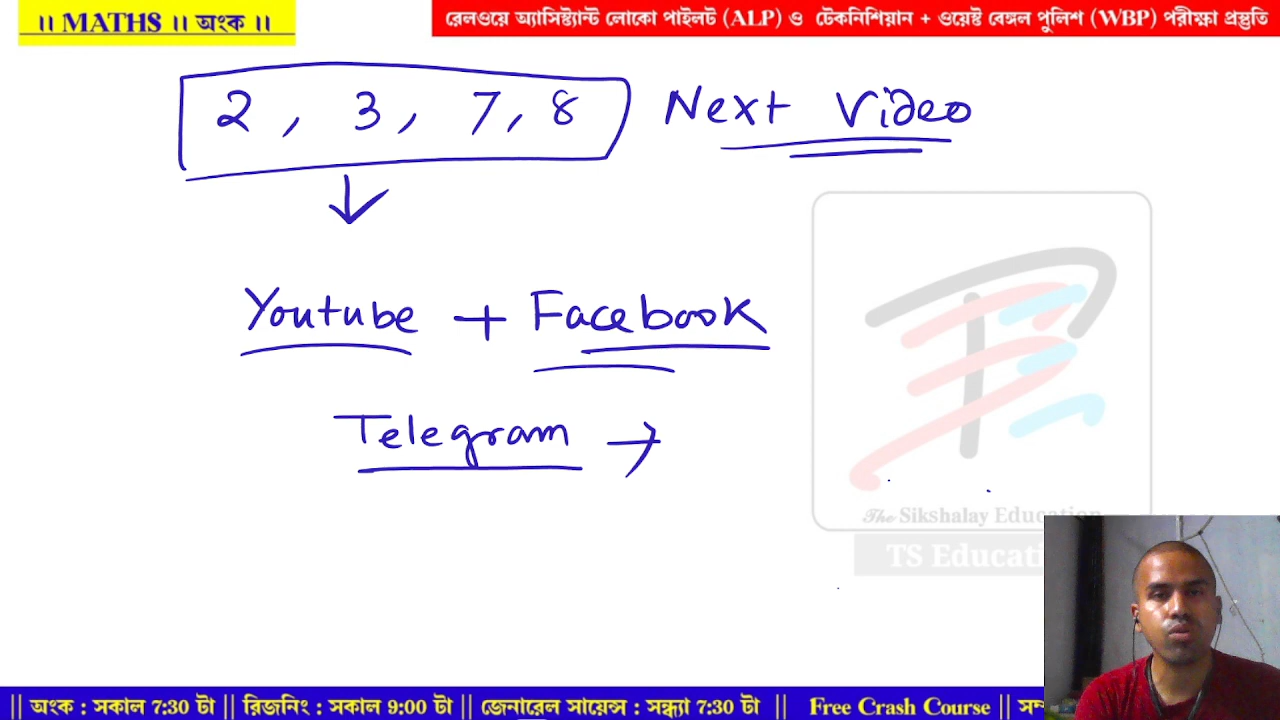 ।। MATHS ।। অংক ।।
রেলওয়ে অ্যাসিস্ট্যান্ট লোকো পাইলট (ALP) ও টেকনিশিয়ান + ওয়েস্ট বেঙ্গল পুলিশ (WBP) পরীক্ষা প্রস্তুতি
2, 3, 7, 8 Next Video
Youtube + Facebook
Telegram →
The Sikshalay Education
TS Educati
|| অংক : সকাল 7:30 টা || রিজনিং : সকাল 9:00 টা || জেনারেল সায়েন্স : সন্ধ্যা 7:30 টা || Free Crash Course ||